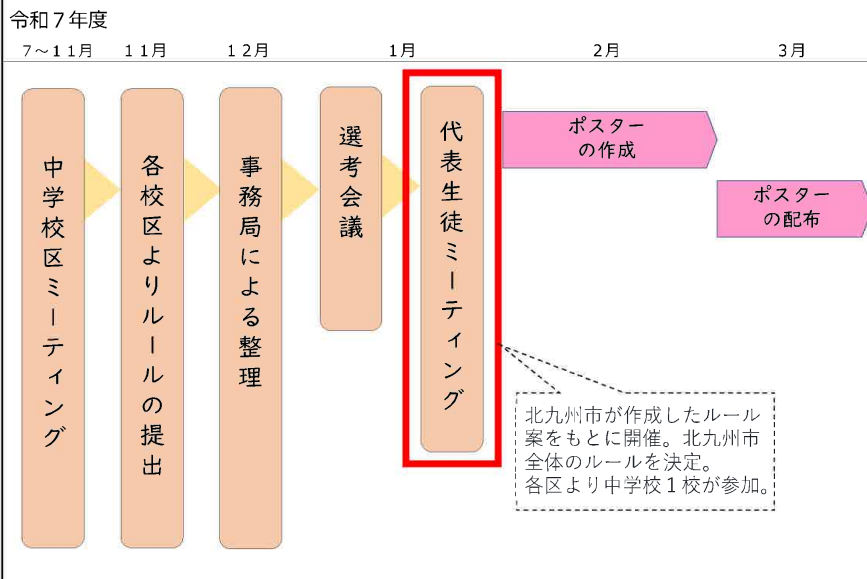 令和７年度
７～１１月
１１月
１２月
１月
２月
３月
中学校区ミーティング
各校区よりルールの提出
事務局による整理
選考会議
代表生徒ミーティング
ポスター
の作成
ポスター
の配布
北九州市が作成したルール
案をもとに開催。北九州市
全体のルールを決定。
各区より中学校１校が参加。